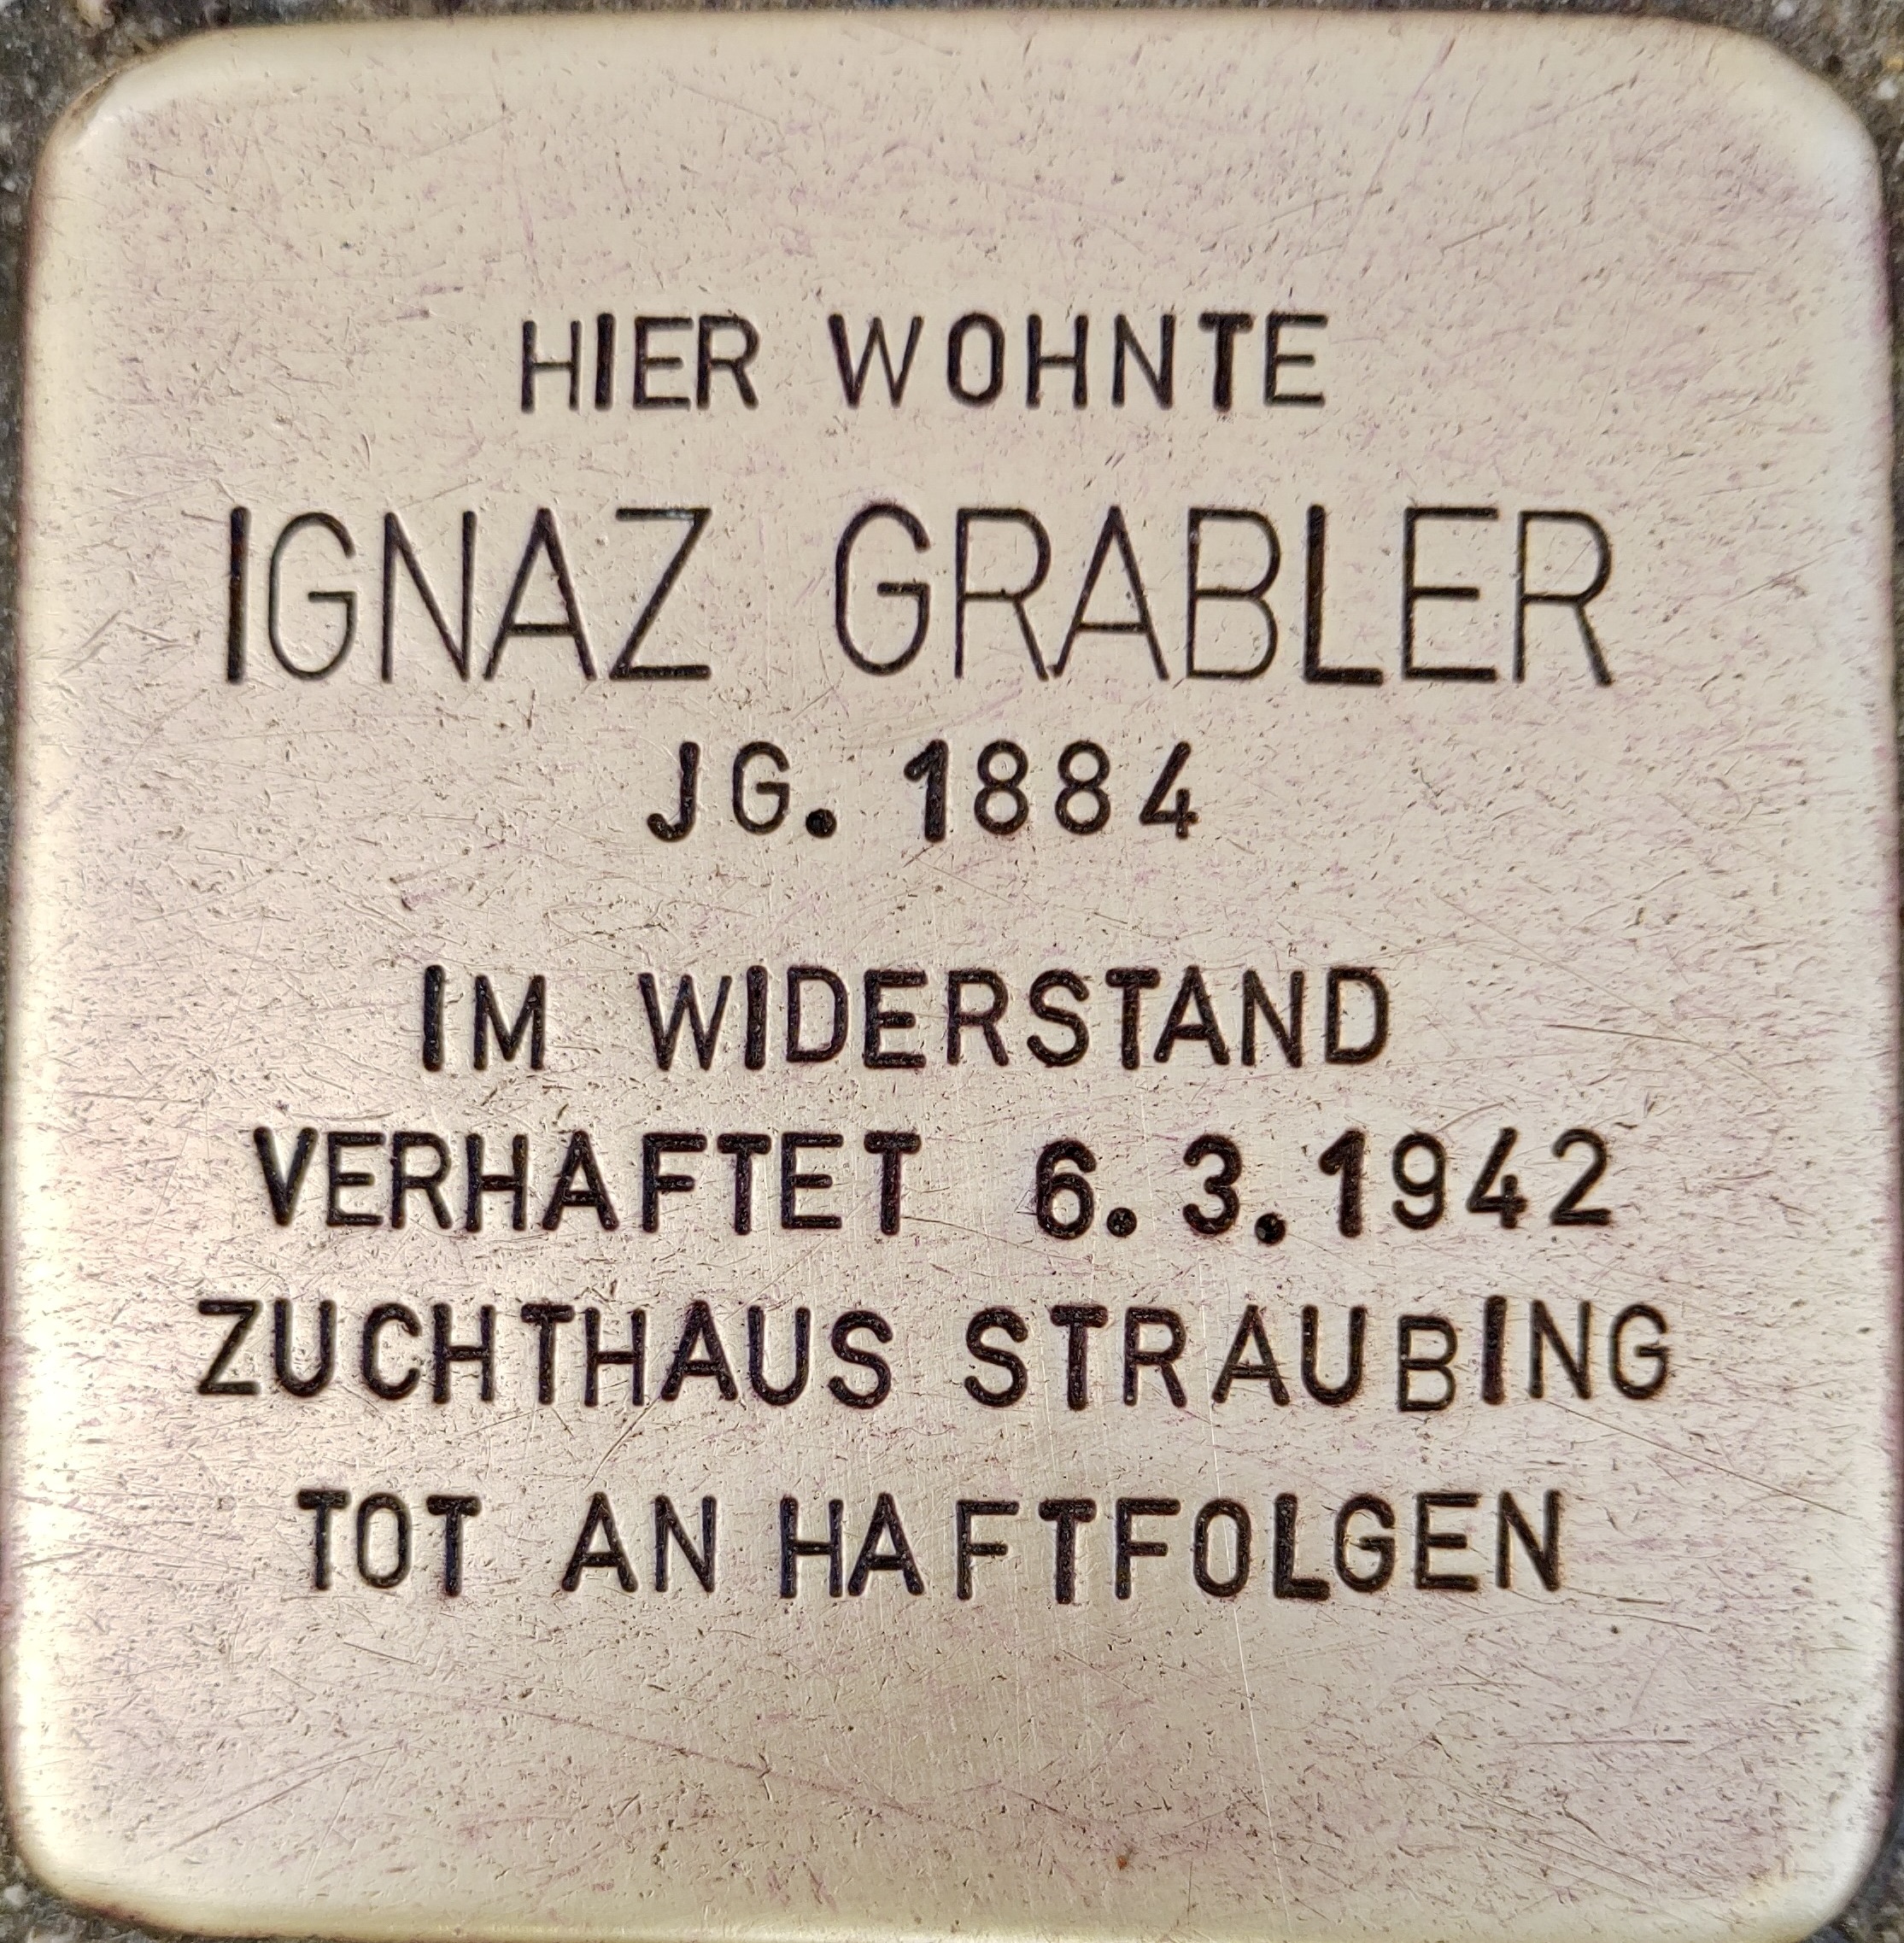 HIER WOHNTE
IGNAZ GRABLER
JG. 1884
IM WIDERSTAND
VERHAFTET 6.3.1942
ZUCHTHAUS STRAUBING
TOT AN HAFTFOLGEN